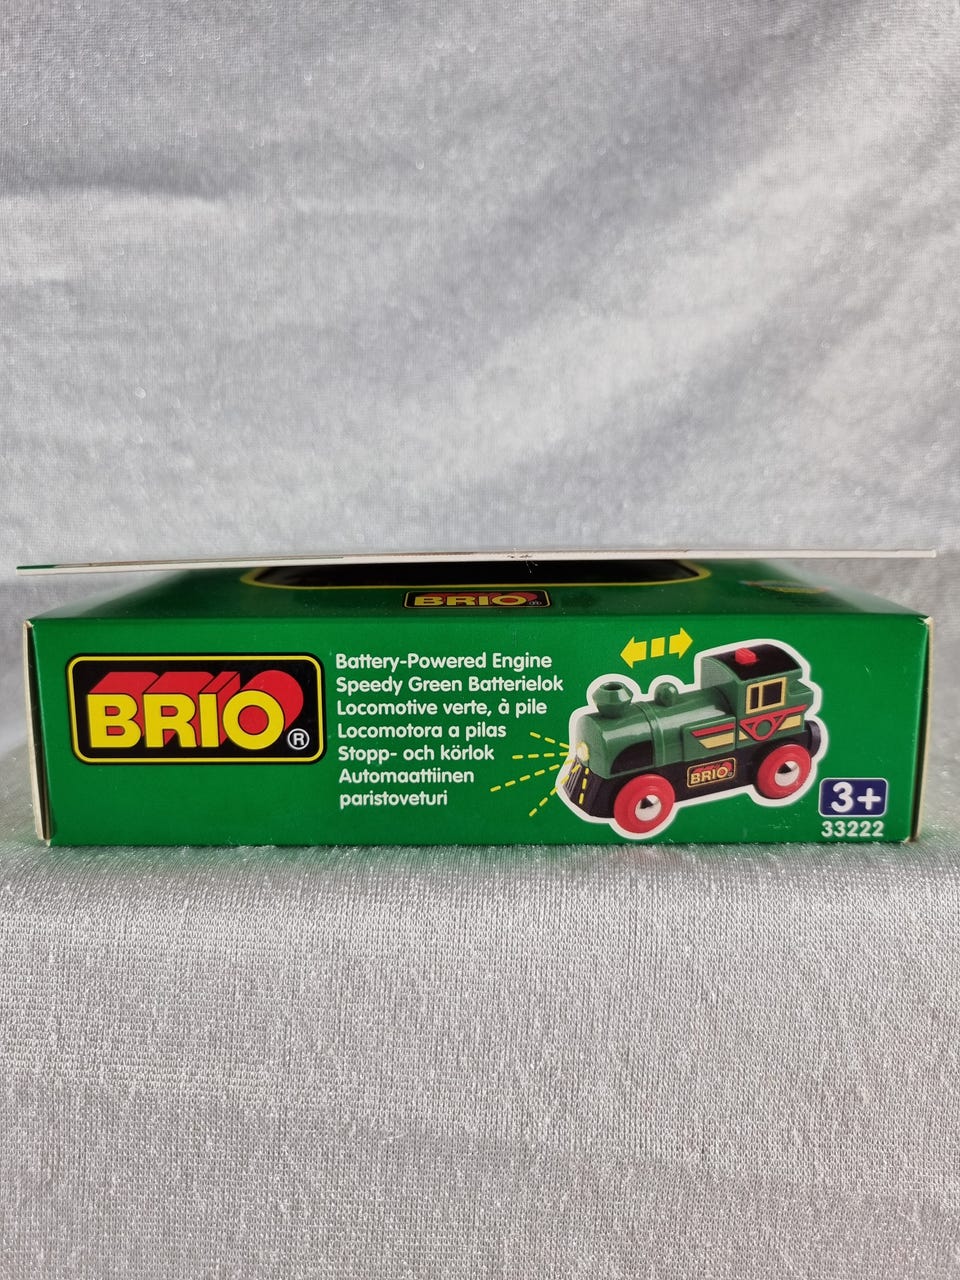 BRIO
BRIO®
Battery-Powered Engine
Speedy Green Batterielok
Locomotive verte, à pile
Locomotora a pilas
Stopp- och körlok
Automaattiinen
paristoveturi
BRIO
3+
33222